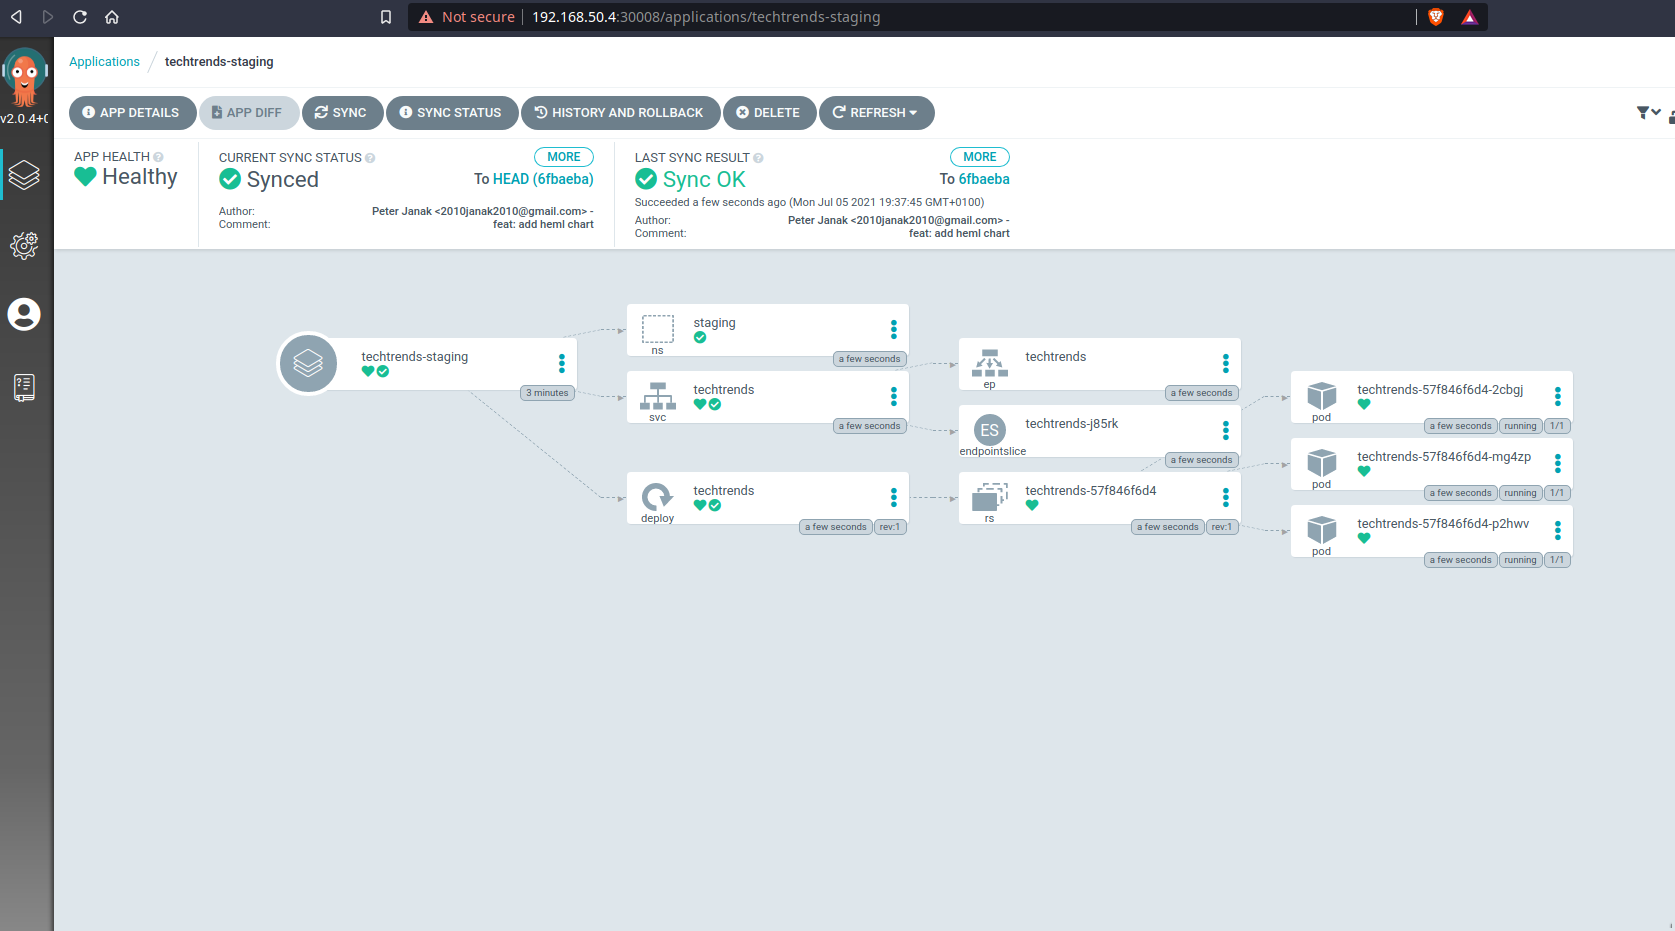 Not secure 192.168.50.4:30008/applications/techtrends-staging
v2.0.4+0
Applications / techtrends-staging
APP DETAILS APP DIFF SYNC SYNC STATUS HISTORY AND ROLLBACK DELETE REFRESH
APP HEALTH
Healthy
CURRENT SYNC STATUS MORE
Synced To HEAD (6fbaeba)
Author: Peter Janak <2010janak2010@gmail.com> -
Comment: feat: add heml chart
LAST SYNC RESULT MORE
Sync OK To 6fbaeba
Succeeded a few seconds ago (Mon Jul 05 2021 19:37:45 GMT+0100)
Author: Peter Janak <2010janak2010@gmail.com> -
Comment: feat: add heml chart
techtrends-staging
3 minutes
staging
ns
a few seconds
techtrends
svc
a few seconds
techtrends
deploy
a few seconds rev:1
techtrends
ep
a few seconds
ES
techtrends-j85rk
endpointslice
a few seconds
techtrends-57f846f6d4
rs
a few seconds rev:1
techtrends-57f846f6d4-2cbgj
pod
a few seconds running 1/1
techtrends-57f846f6d4-mg4zp
pod
a few seconds running 1/1
techtrends-57f846f6d4-p2hwv
pod
a few seconds running 1/1